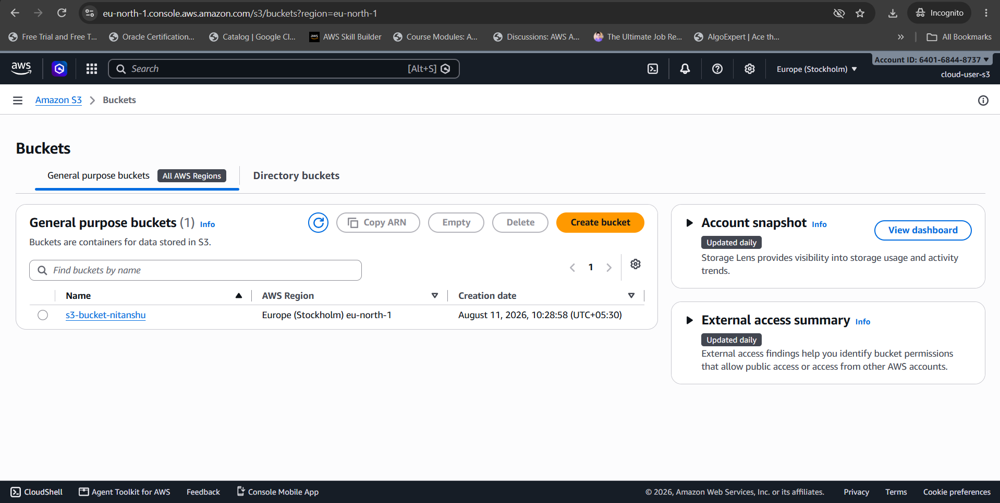 eu-north-1.console.aws.amazon.com/s3/buckets?region=eu-north-1
Incognito
Free Trial and Free T...
Oracle Certification...
Catalog | Google Cl...
aws
AWS Skill Builder
Course Modules: A...
Discussions: AWS A...
The Ultimate Job Re...
AlgoExpert | Ace th...
All Bookmarks
aws
Search
[Alt+S]
Europe (Stockholm)
Account ID: 6401-6844-8737
cloud-user-s3
Amazon S3 > Buckets
Buckets
General purpose buckets
All AWS Regions
Directory buckets
General purpose buckets (1) Info
Copy ARN
Empty
Delete
Create bucket
Buckets are containers for data stored in S3.
Find buckets by name
1
Name
AWS Region
Creation date
s3-bucket-nitanshu
Europe (Stockholm) eu-north-1
August 11, 2026, 10:28:58 (UTC+05:30)
Account snapshot Info
View dashboard
Updated daily
Storage Lens provides visibility into storage usage and activity
trends.
External access summary Info
Updated daily
External access findings help you identify bucket permissions
that allow public access or access from other AWS accounts.
CloudShell
Agent Toolkit for AWS
Feedback
Console Mobile App
© 2026, Amazon Web Services, Inc. or its affiliates.
Privacy
Terms
Cookie preferences